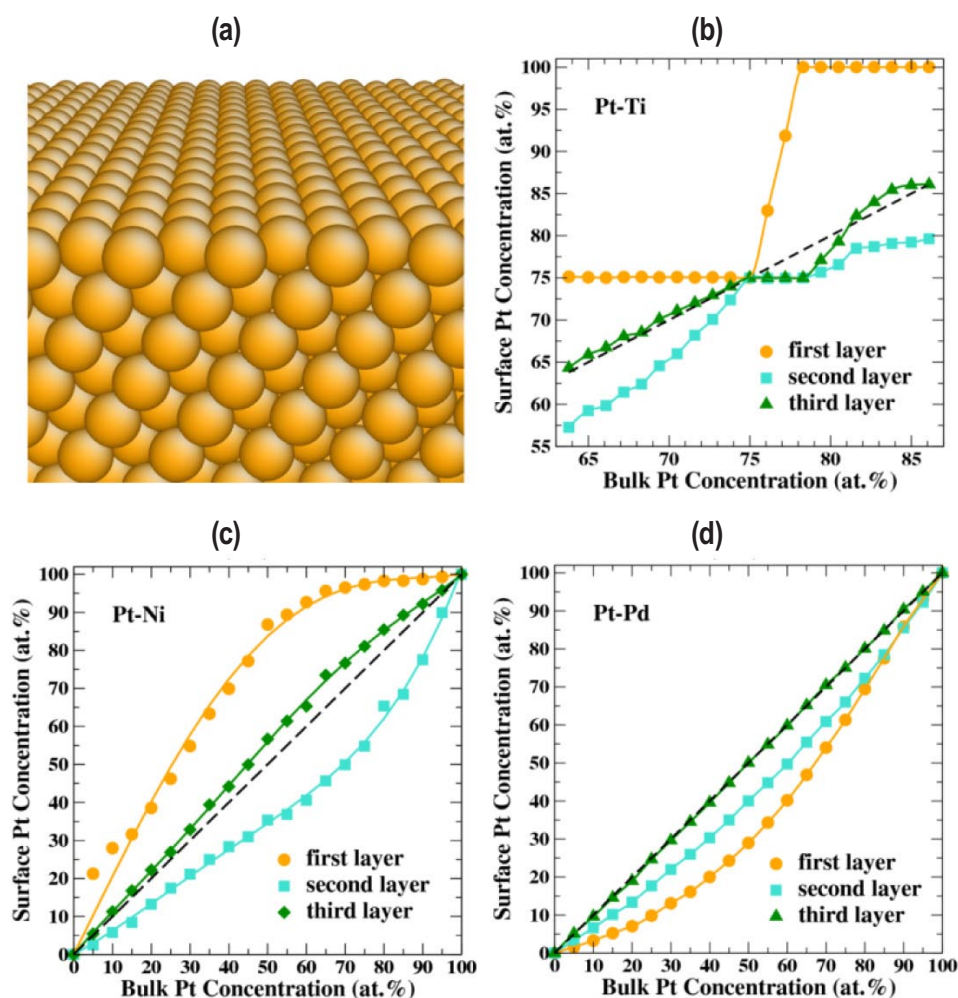 (a)
(b)
Pt-Ti
Surface Pt Concentration (at.%)
100
95
90
85
80
75
70
65
60
55
65 70 75 80 85
Bulk Pt Concentration (at.%)
first layer
second layer
third layer
(c)
Pt-Ni
Surface Pt Concentration (at.%)
100
90
80
70
60
50
40
30
20
10
0
0 10 20 30 40 50 60 70 80 90 100
Bulk Pt Concentration (at.%)
first layer
second layer
third layer
(d)
Pt-Pd
Surface Pt Concentration (at.%)
100
90
80
70
60
50
40
30
20
10
0
0 10 20 30 40 50 60 70 80 90 100
Bulk Pt Concentration (at.%)
first layer
second layer
third layer